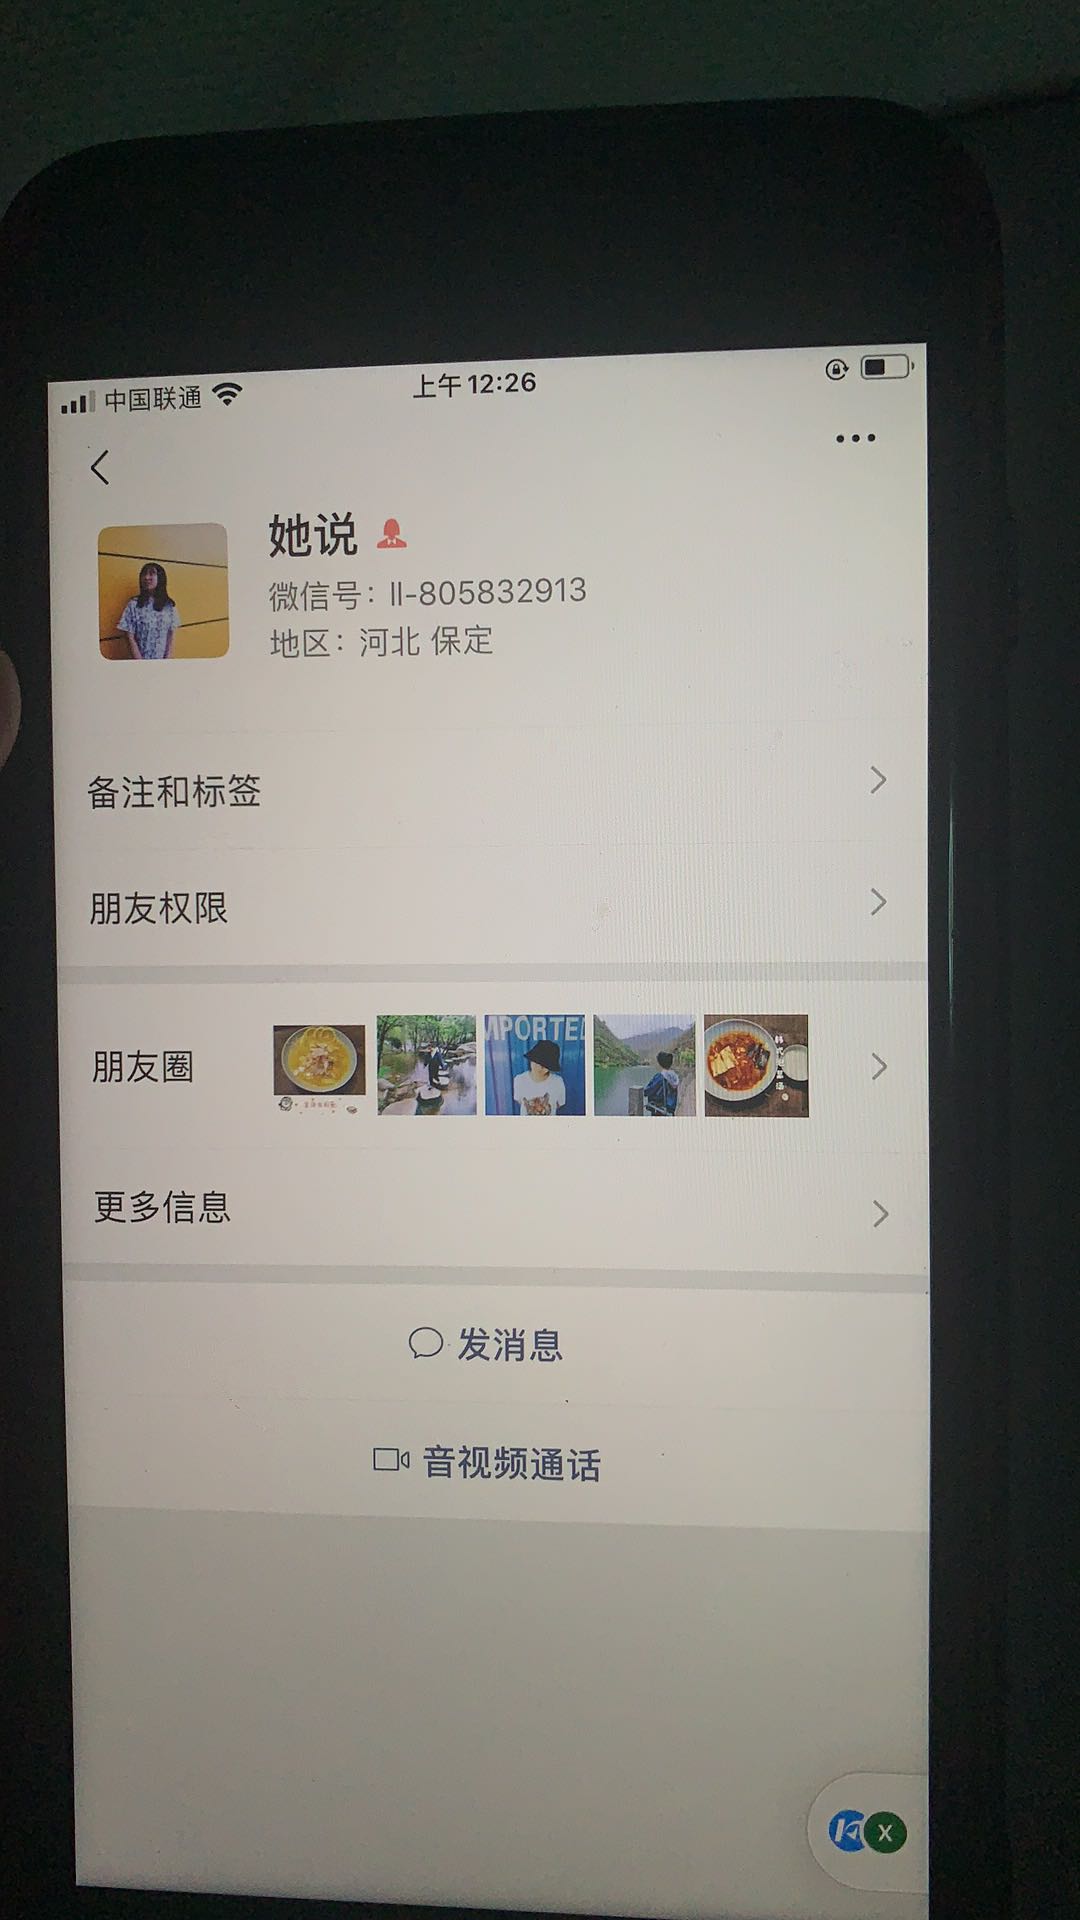 中国联通
上午12:26
她说
微信号：ll-805832913
地区：河北 保定
备注和标签
朋友权限
朋友圈
MPORTE
更多信息
发消息
音视频通话
X